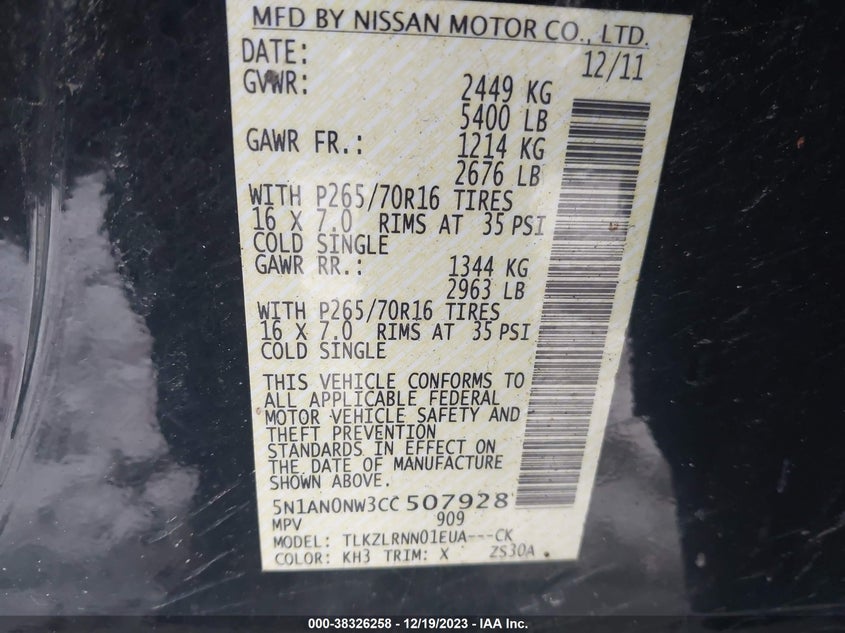 MFD BY NISSAN MOTOR CO., LTD.
DATE: 12/11
GVWR: 2449 KG
5400 LB
GAWR FR.: 1214 KG
2676 LB
WITH P265/70R16 TIRES
16 X 7.0 RIMS AT 35 PSI
COLD SINGLE
GAWR RR.: 1344 KG
2963 LB
WITH P265/70R16 TIRES
16 X 7.0 RIMS AT 35 PSI
COLD SINGLE
THIS VEHICLE CONFORMS TO
ALL APPLICABLE FEDERAL
MOTOR VEHICLE SAFETY AND
THEFT PREVENTION
STANDARDS IN EFFECT ON
THE DATE OF MANUFACTURE
SHOWN ABOVE.
5N1AN0NW3CC507928
MPV 909
MODEL: TLKZLRNN01EUA---CK
COLOR: KH3 TRIM: X ZS30A
000-38326258 - 12/19/2023 - IAA Inc.